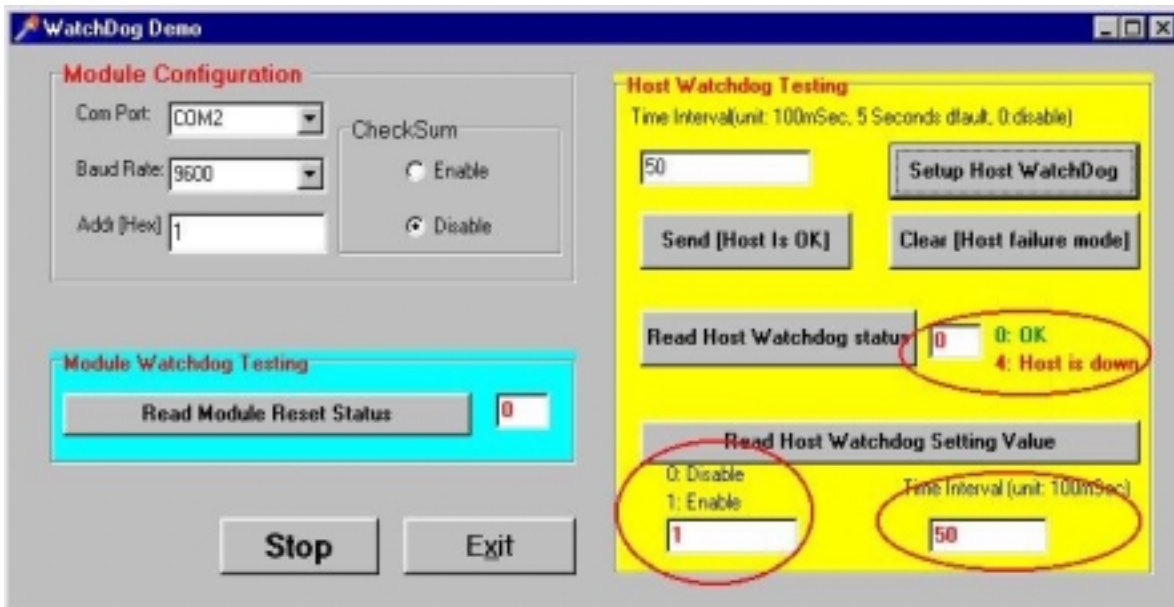 WatchDog Demo
Module Configuration
Com Port: COM2
Baud Rate: 9600
Addr [Hex] 1
CheckSum
Enable
Disable
Module Watchdog Testing
Read Module Reset Status 0
Stop
Exit
Host Watchdog Testing
Time Interval(unit: 100mSec, 5 Seconds dfault, 0:disable)
50
Setup Host WatchDog
Send [Host Is OK]
Clear [Host failure mode]
Read Host Watchdog status 0
0: OK
4: Host is down
Read Host Watchdog Setting Value
0: Disable
1: Enable
1
Time Interval (unit: 100mSec)
50